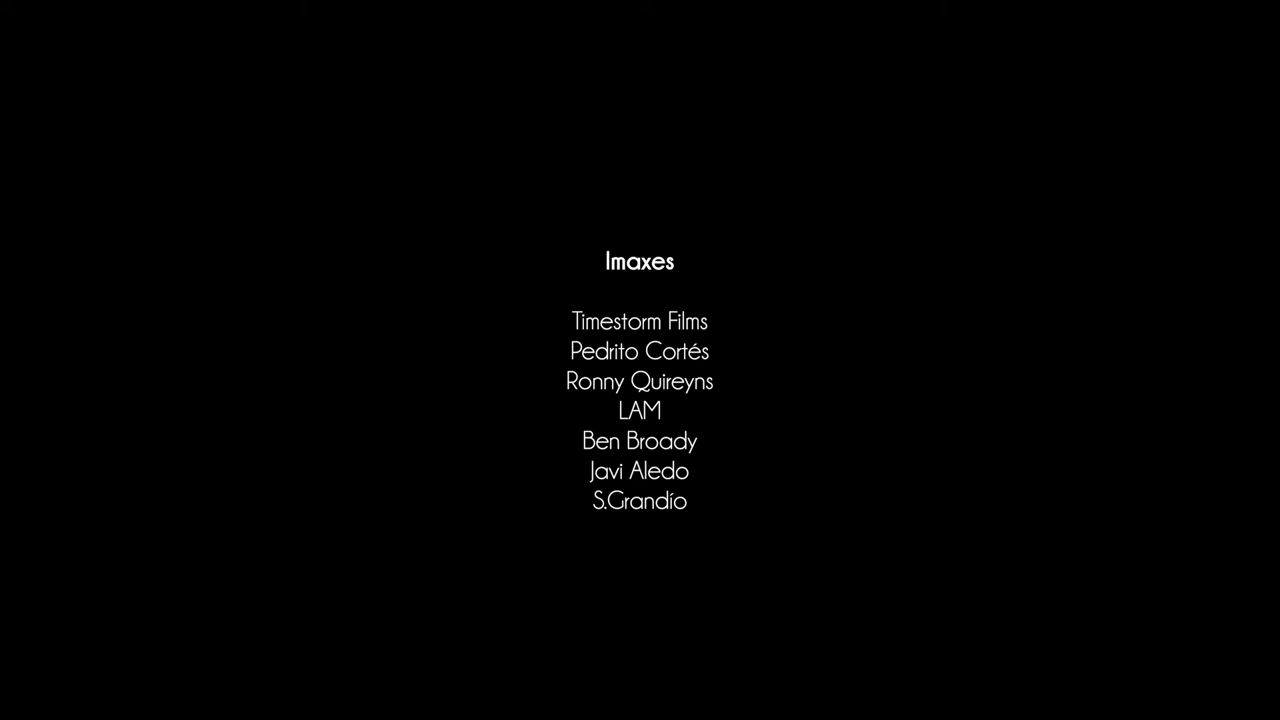 Imaxes
Timestorm Films
Pedrito Cortés
Ronny Quireyns
LAM
Ben Broady
Javi Aledo
S.Grandío